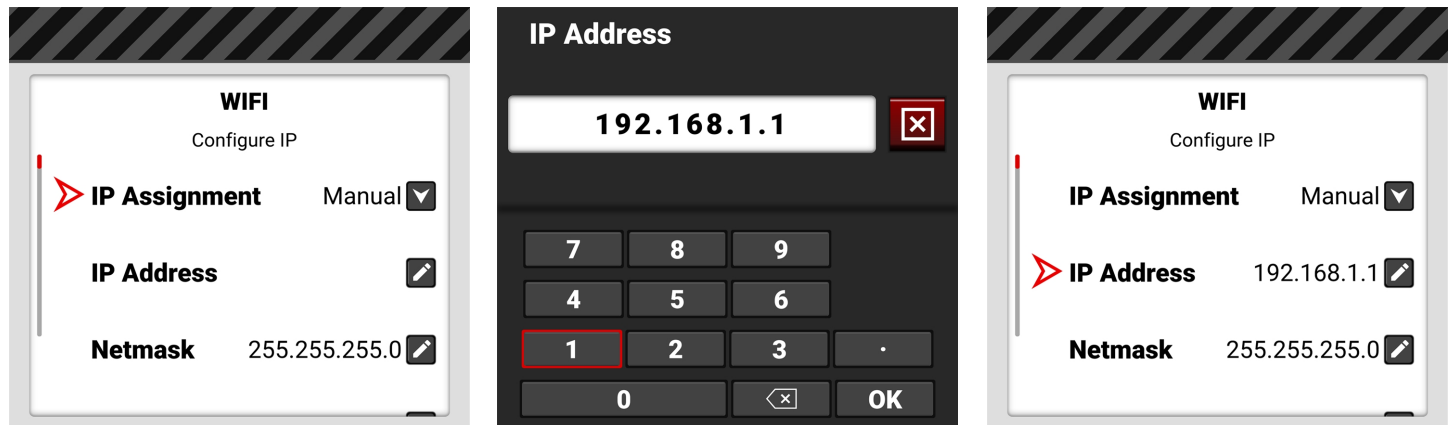 WIFI
Configure IP
IP Assignment Manual
IP Address
Netmask 255.255.255.0
IP Address
192.168.1.1
7 8 9
4 5 6
1 2 3 .
0 OK
WIFI
Configure IP
IP Assignment Manual
IP Address 192.168.1.1
Netmask 255.255.255.0